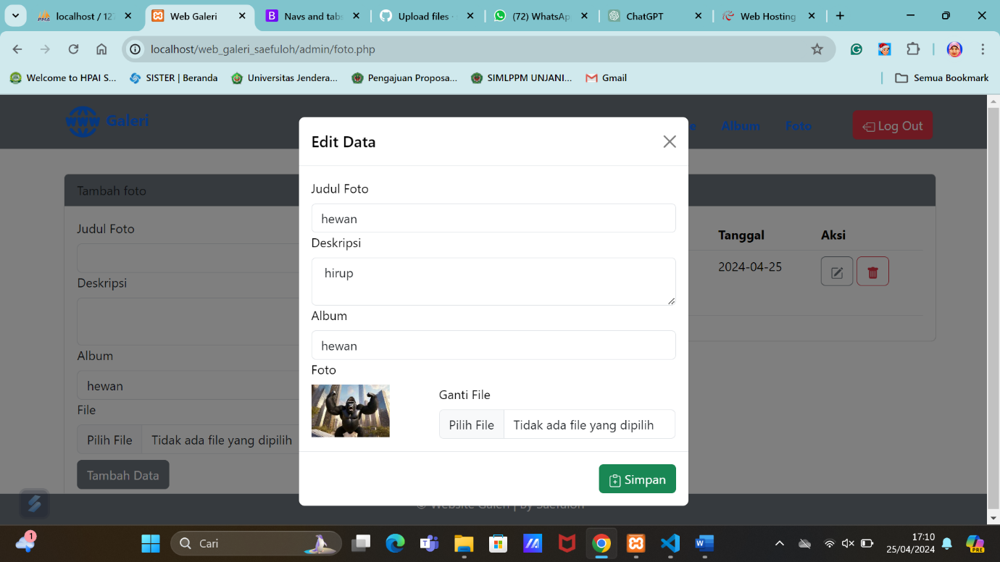 localhost / 127
Web Galeri
Navs and tabs
Upload files ·
(72) WhatsAp
ChatGPT
Web Hosting
localhost/web_galeri_saefuloh/admin/foto.php
Welcome to HPAI S...
SISTER | Beranda
Universitas Jendera...
Pengajuan Proposa...
SIMLPPM UNJANI...
Gmail
Semua Bookmark
www Galeri
Album
Foto
Log Out
Tambah foto
Judul Foto
Deskripsi
Album
hewan
File
Pilih File Tidak ada file yang dipilih
Tambah Data
Tanggal Aksi
2024-04-25
Edit Data
Judul Foto
hewan
Deskripsi
hirup
Album
hewan
Foto
Ganti File
Pilih File Tidak ada file yang dipilih
Simpan
© Website Galeri | by Saefuloh
1
Cari
PRE
17:10
25/04/2024